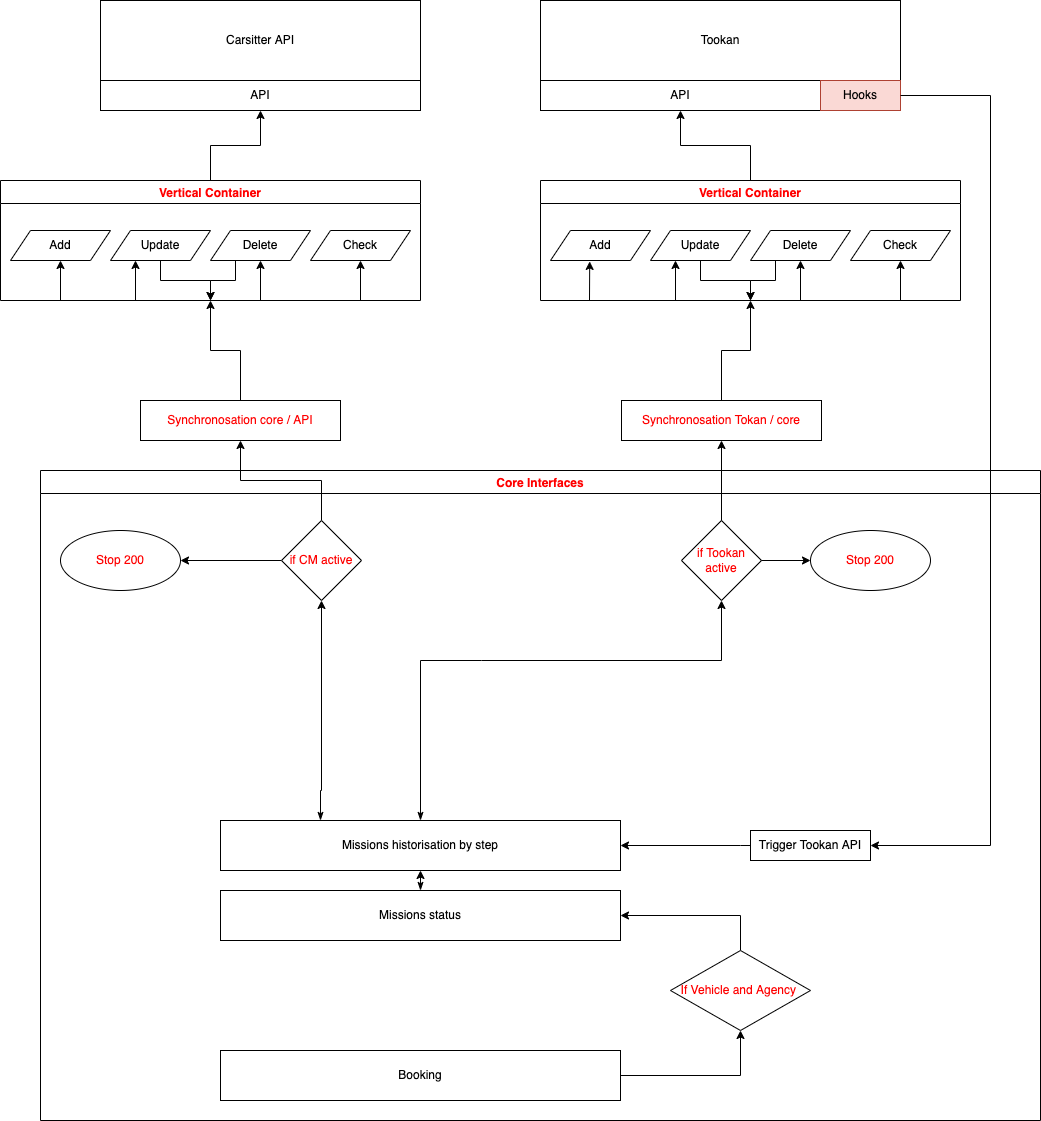 Carsitter API
Tookan
API
API
Hooks
Vertical Container
Vertical Container
Add
Update
Delete
Check
Add
Update
Delete
Check
Synchronosation core / API
Synchronosation Tokan / core
Core Interfaces
Stop 200
if CM active
if Tookan
active
Stop 200
Missions historisation by step
Trigger Tookan API
Missions status
If Vehicle and Agency
Booking